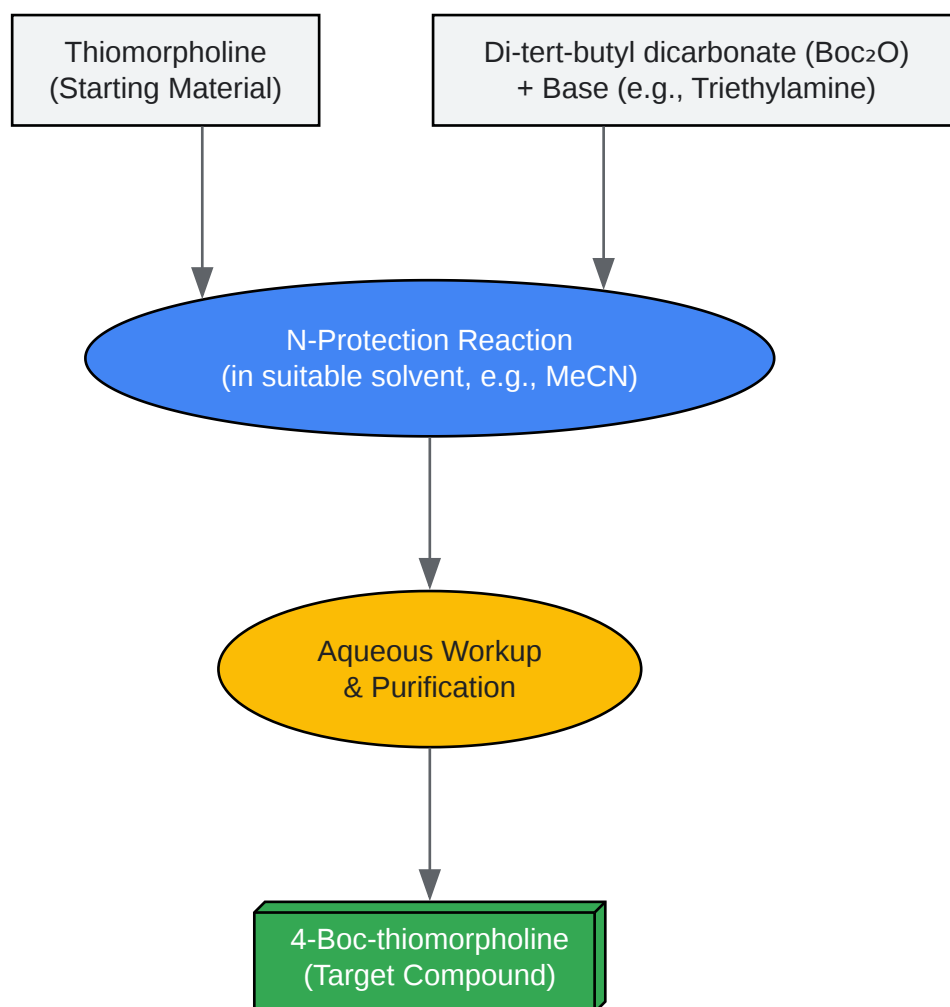 Thiomorpholine
(Starting Material)
Di-tert-butyl dicarbonate (Boc₂O)
+ Base (e.g., Triethylamine)
N-Protection Reaction
(in suitable solvent, e.g., MeCN)
Aqueous Workup
& Purification
4-Boc-thiomorpholine
(Target Compound)